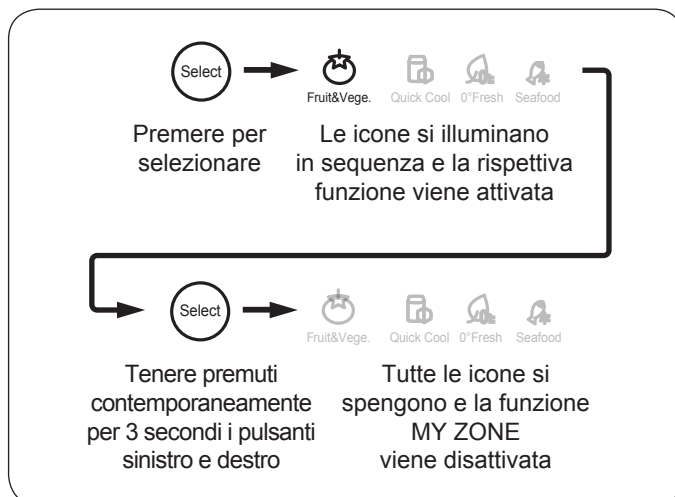 Select
Fruit&Vege. Quick Cool 0°Fresh Seafood
Premere per
selezionare
Le icone si illuminano
in sequenza e la rispettiva
funzione viene attivata
Select
Fruit&Vege. Quick Cool 0°Fresh Seafood
Tenere premuti
contemporaneamente
per 3 secondi i pulsanti
sinistro e destro
Tutte le icone si
spengono e la funzione
MY ZONE
viene disattivata